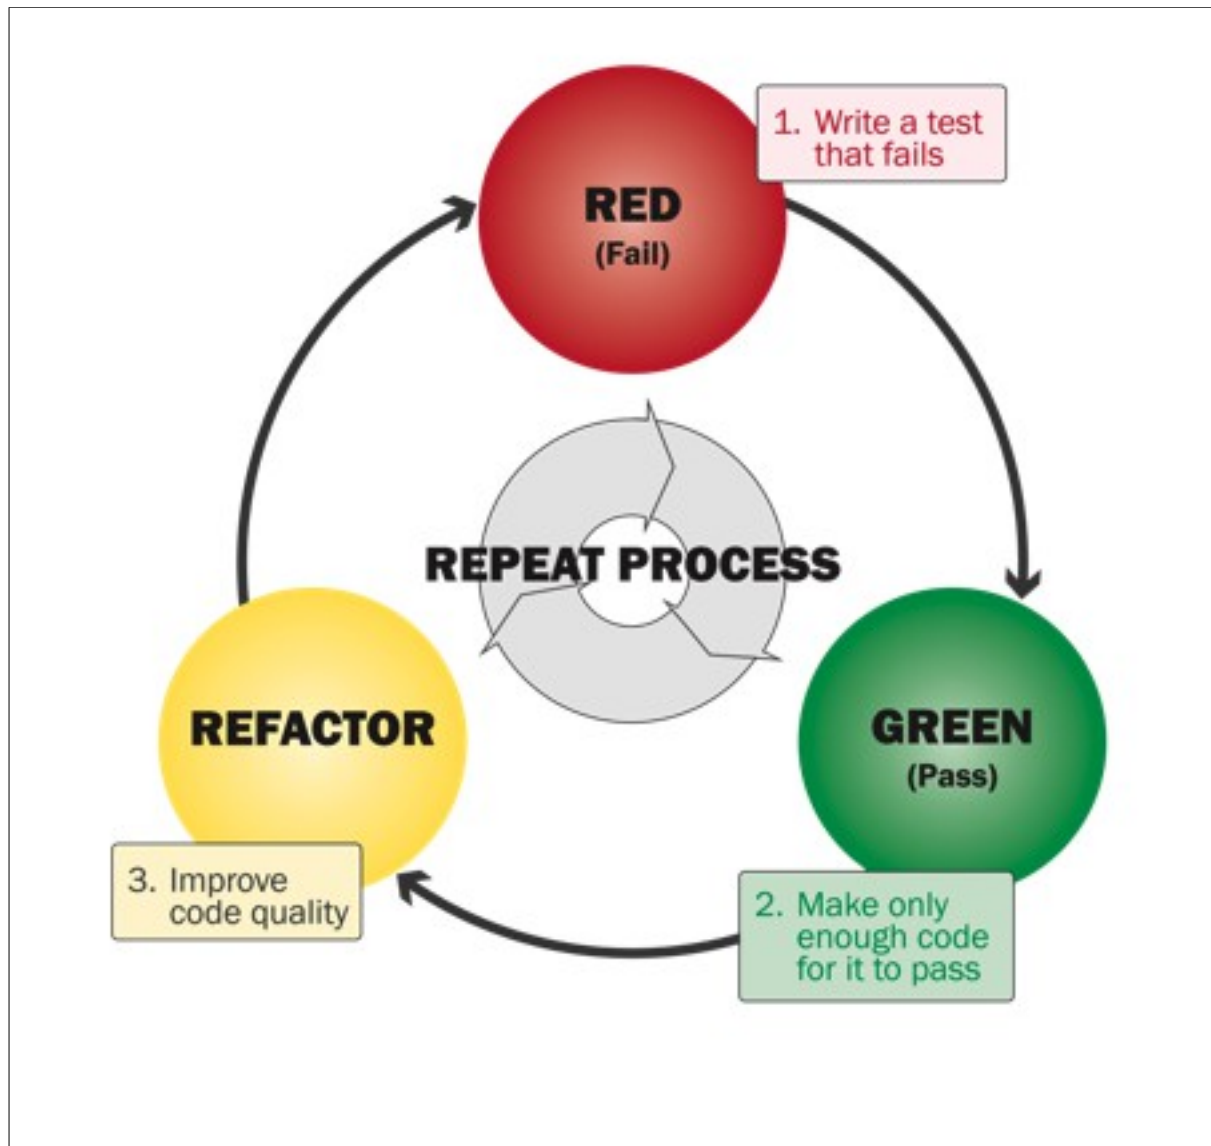 1. Write a test
that fails
RED
(Fail)
REPEAT PROCESS
REFACTOR
GREEN
(Pass)
3. Improve
code quality
2. Make only
enough code
for it to pass